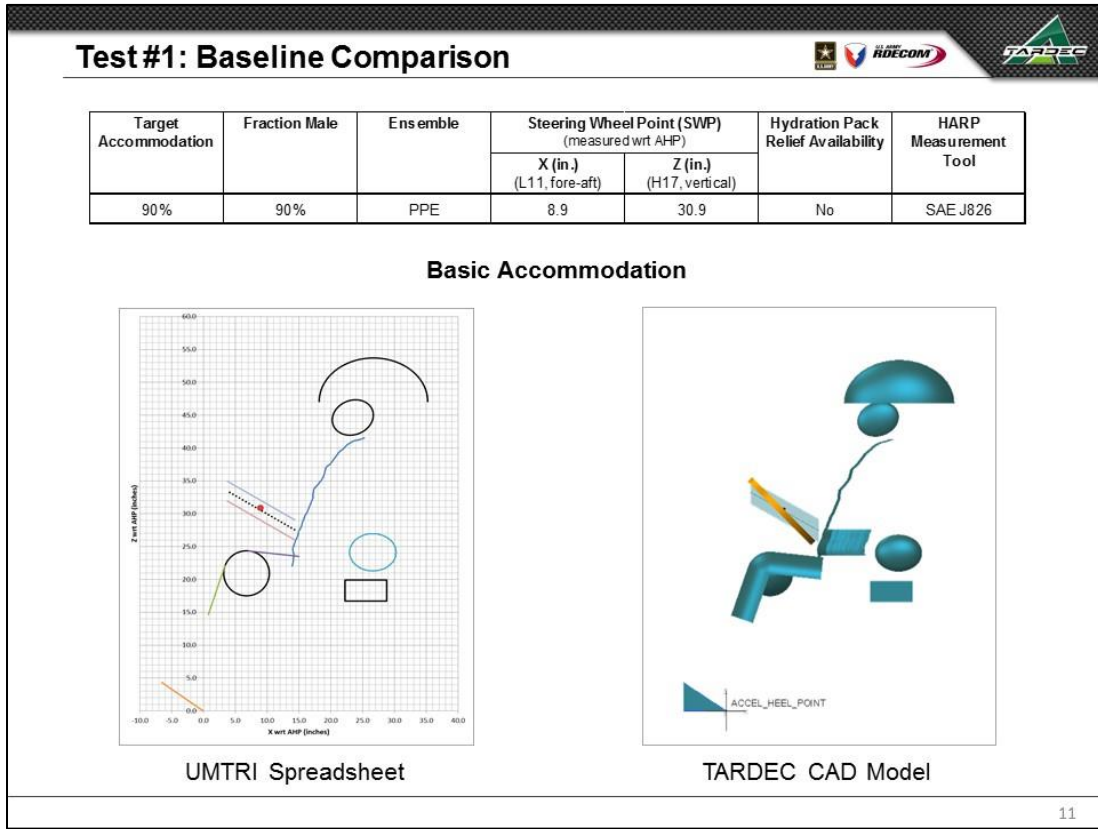 Test #1: Baseline Comparison
U.S. ARMY
U.S. ARMY
RDECOM
TARDEC
Target Accommodation
Fraction Male
Ensemble
Steering Wheel Point (SWP)
(measured wrt AHP)
Hydration Pack Relief Availability
HARP Measurement Tool
X (in.)
(L11, fore-aft)
Z (in.)
(H17, vertical)
90%
90%
PPE
8.9
30.9
No
SAE J826
Basic Accommodation
60.0
55.0
50.0
45.0
40.0
35.0
30.0
25.0
20.0
15.0
10.0
5.0
0.0
Z wrt AHP (inches)
-10.0 -5.0 0.0 5.0 10.0 15.0 20.0 25.0 30.0 35.0 40.0
X wrt AHP (inches)
ACCEL_HEEL_POINT
UMTRI Spreadsheet
TARDEC CAD Model
11